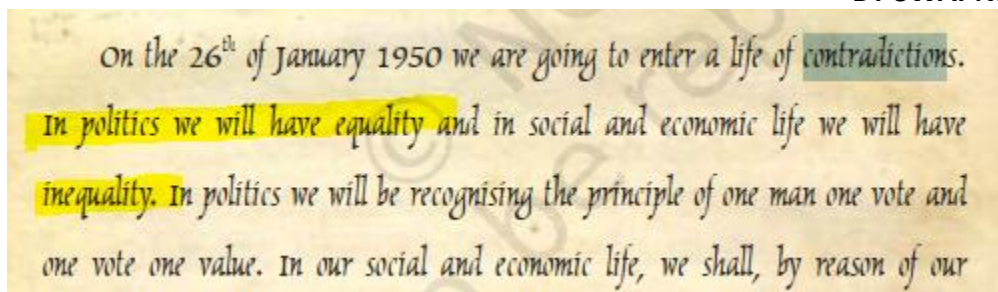 On the 26th of January 1950 we are going to enter a life of contradictions.
In politics we will have equality and in social and economic life we will have
inequality. In politics we will be recognising the principle of one man one vote and
one vote one value. In our social and economic life, we shall, by reason of our